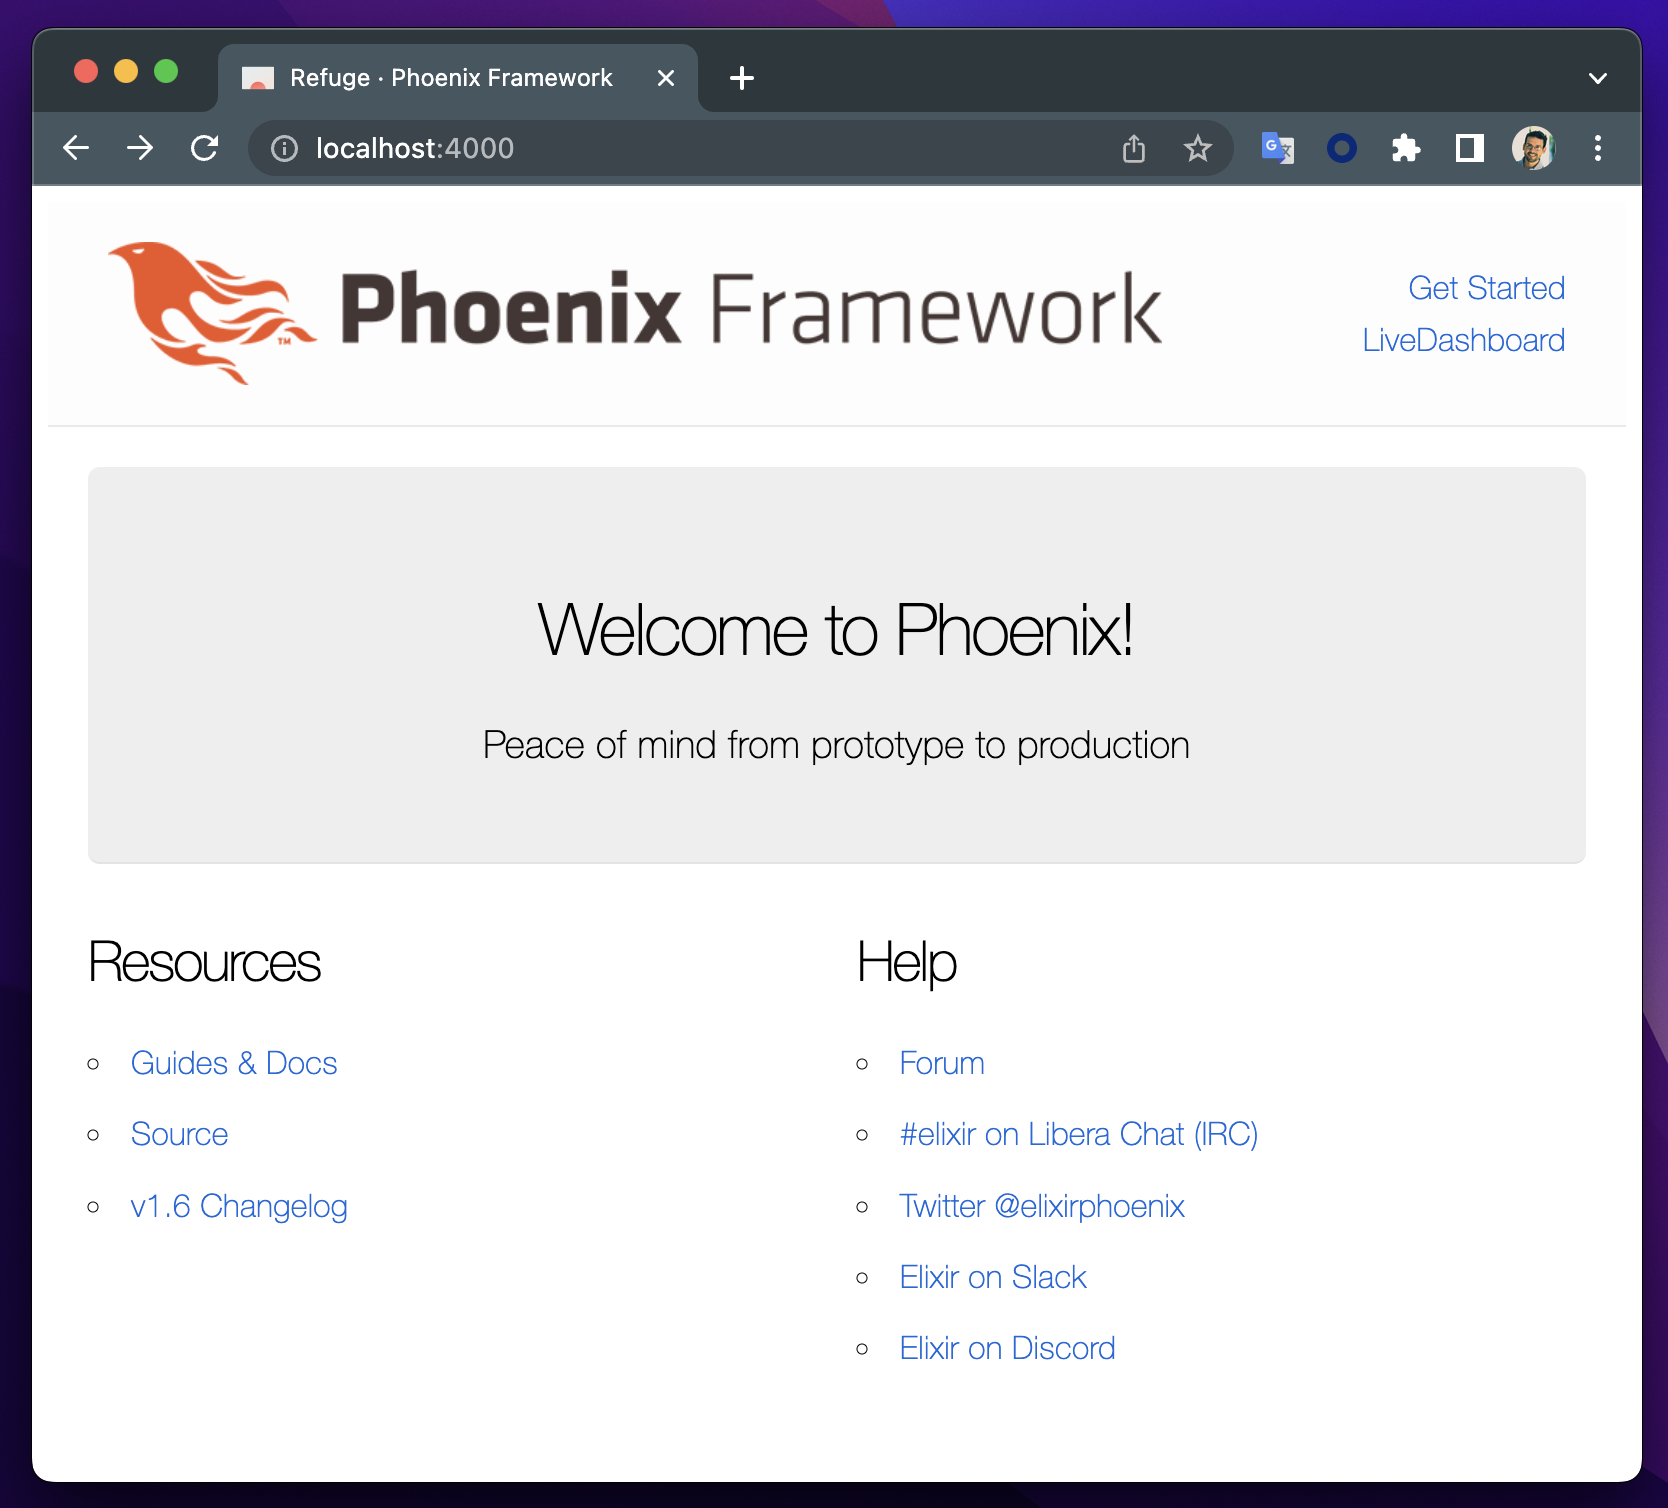 Refuge · Phoenix Framework
localhost:4000
Phoenix Framework
TM
Get Started
LiveDashboard
Welcome to Phoenix!
Peace of mind from prototype to production
Resources
Guides & Docs
Source
v1.6 Changelog
Help
Forum
#elixir on Libera Chat (IRC)
Twitter @elixirphoenix
Elixir on Slack
Elixir on Discord